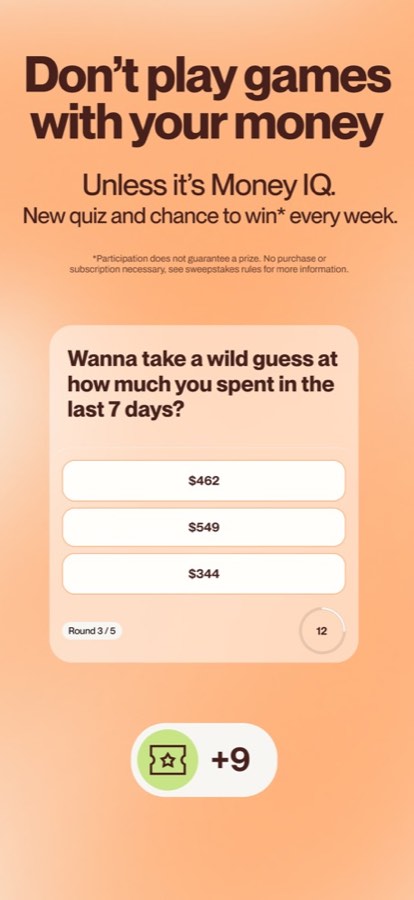 Don’t play games
with your money
Unless it’s Money IQ.
New quiz and chance to win* every week.
*Participation does not guarantee a prize. No purchase or
subscription necessary, see sweepstakes rules for more information.
Wanna take a wild guess at
how much you spent in the
last 7 days?
$462
$549
$344
Round 3 / 5
12
+9